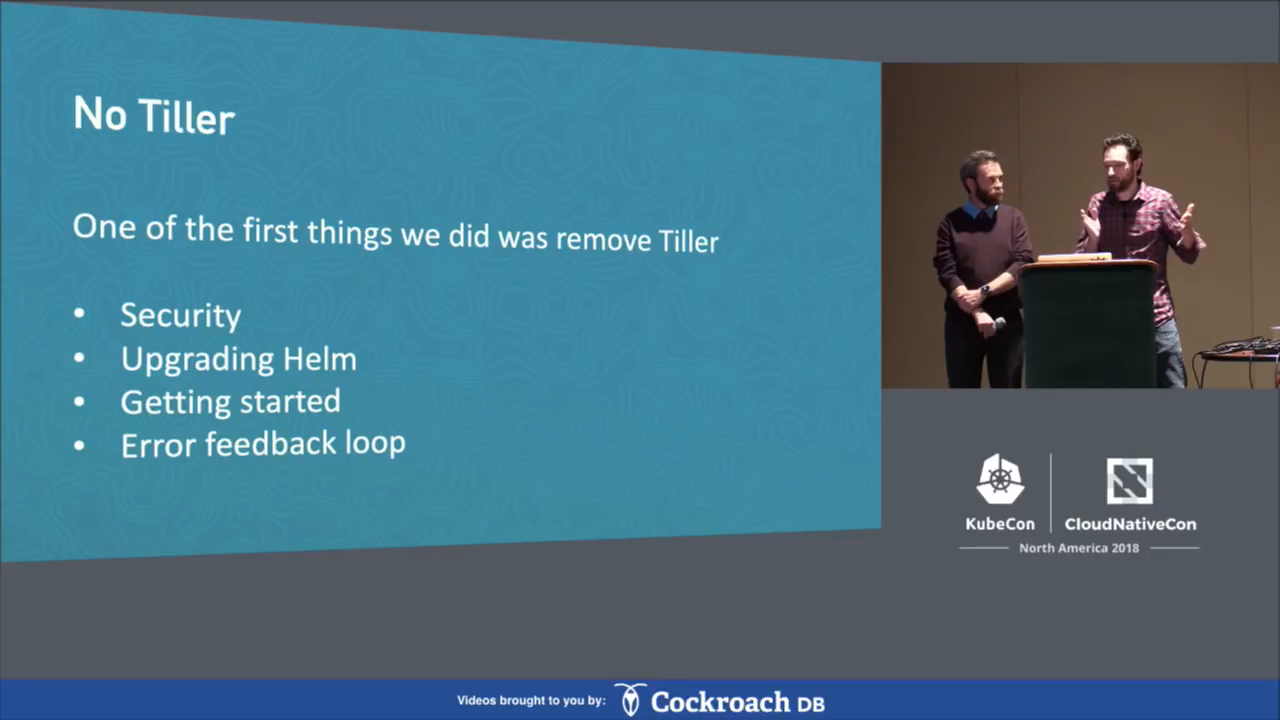 No Tiller
One of the first things we did was remove Tiller
• Security
• Upgrading Helm
• Getting started
• Error feedback loop
KubeCon
CloudNativeCon
North America 2018
Videos brought to you by:
Cockroach DB